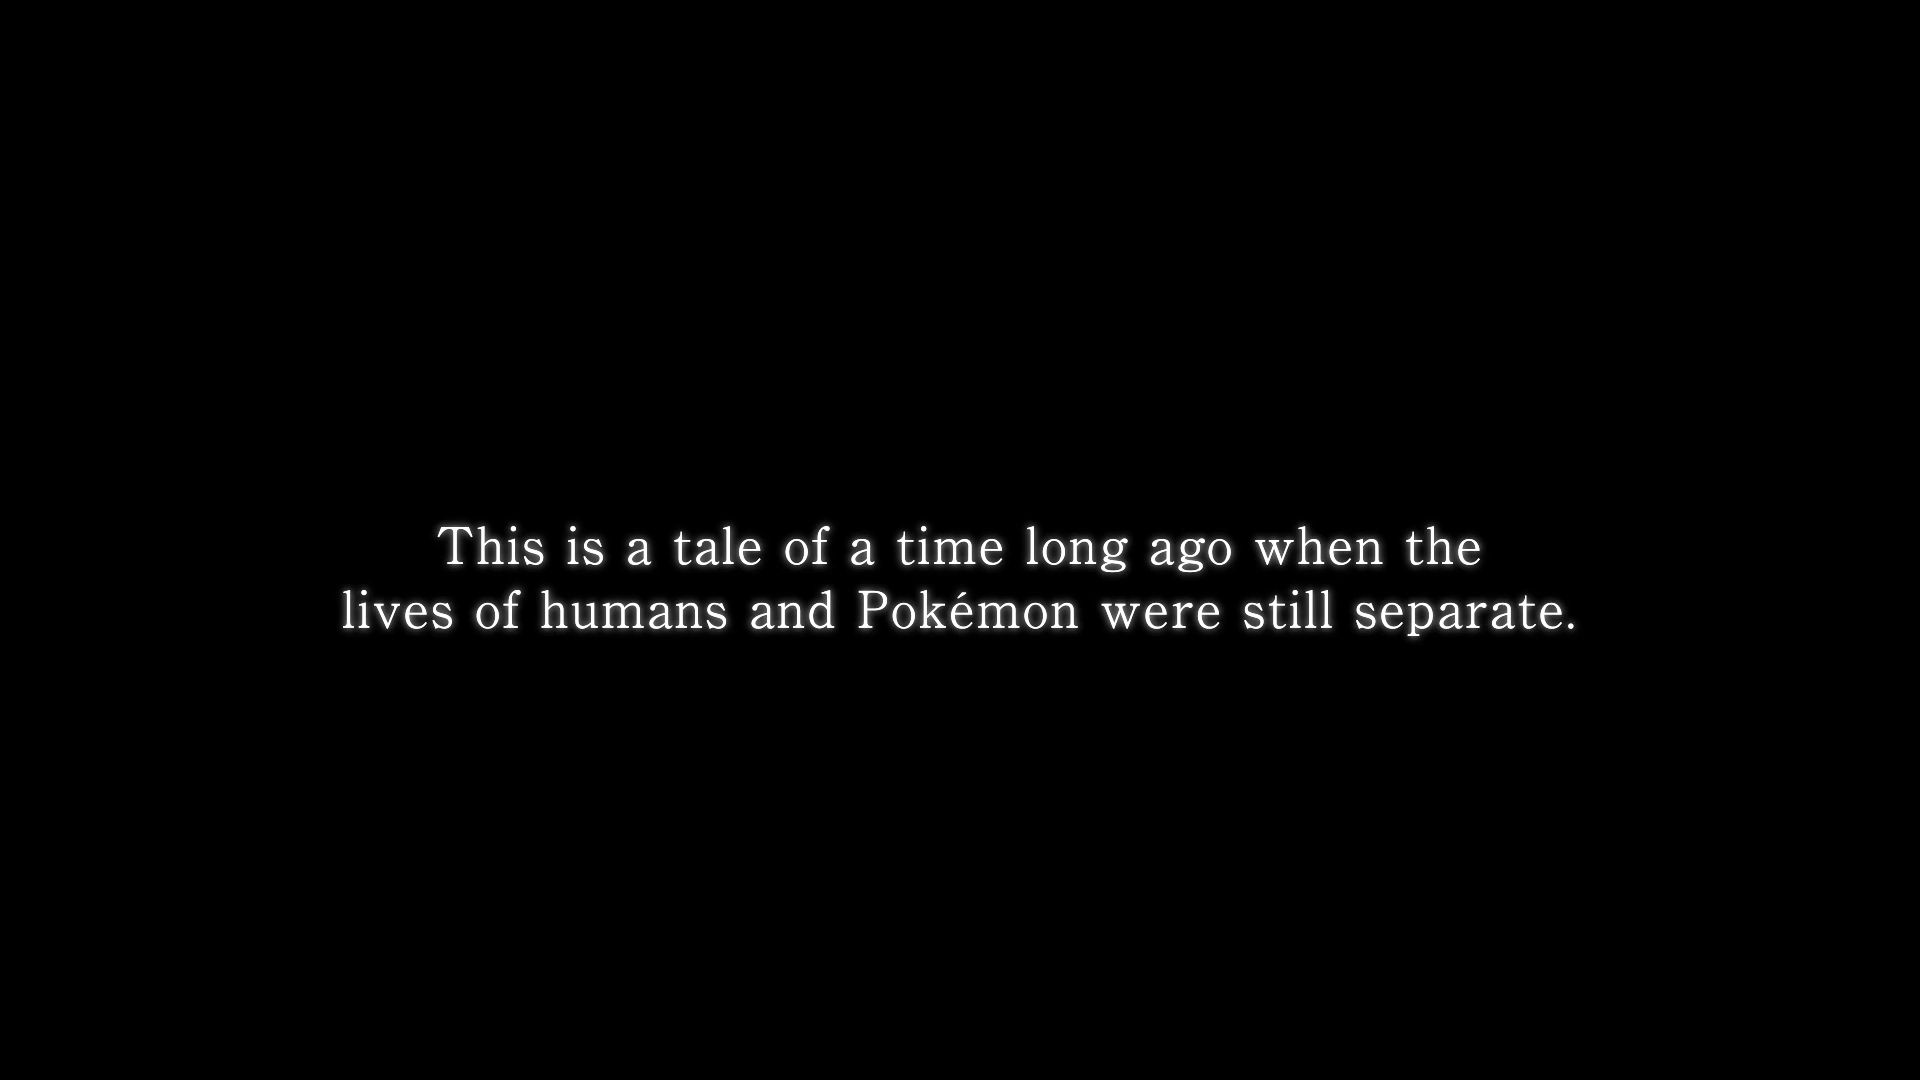 This is a tale of a time long ago when the
lives of humans and Pokémon were still separate.